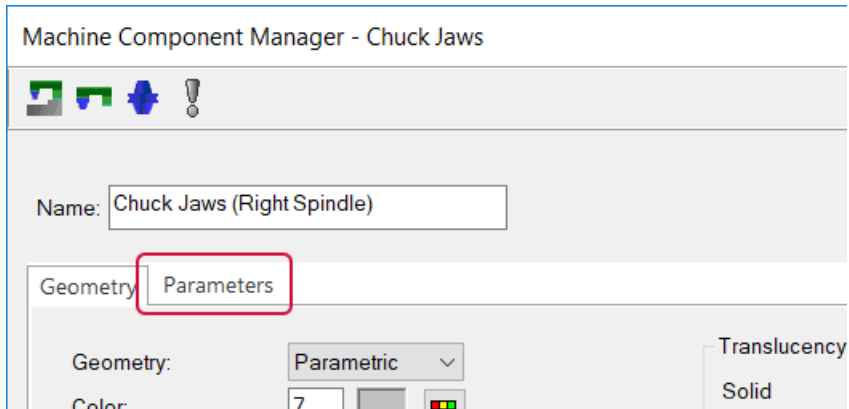 Machine Component Manager - Chuck Jaws
Name: Chuck Jaws (Right Spindle)
Geometry Parameters
Geometry: Parametric
Translucency
Color: 7
Solid